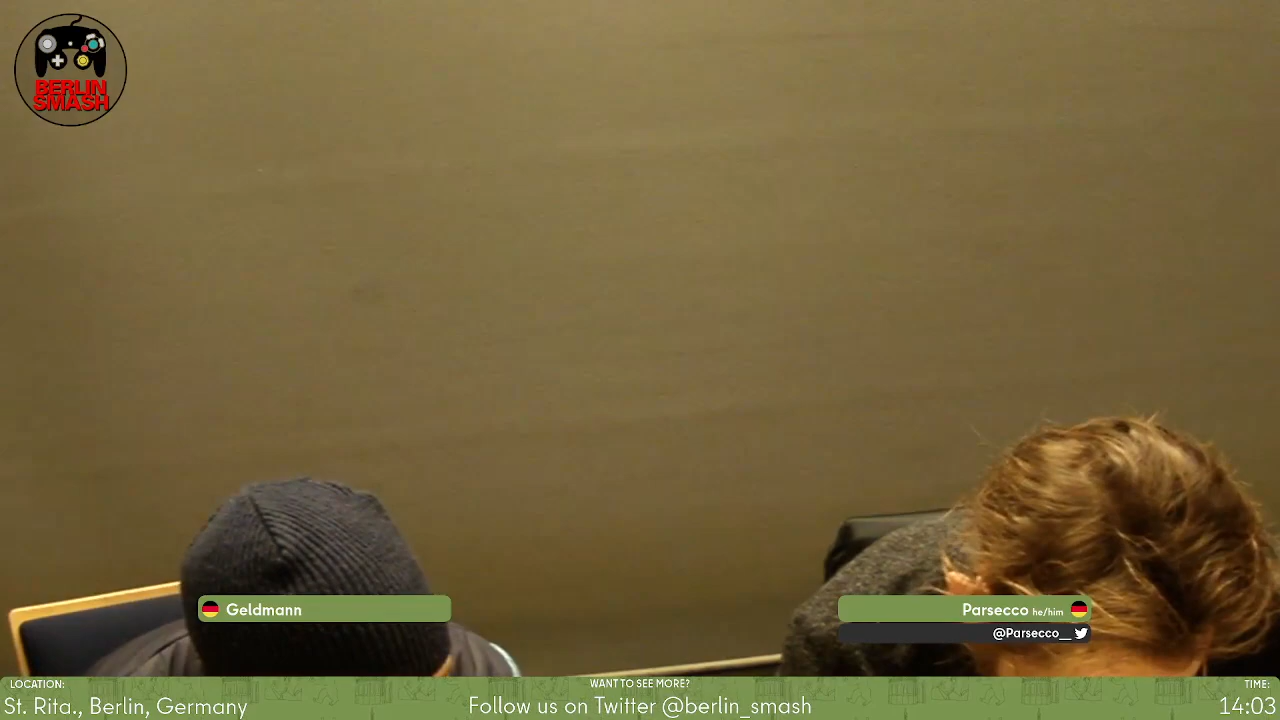 BERLIN
SMASH
Geldmann
Parsecco he/him
@Parsecco__
LOCATION:
St. Rita., Berlin, Germany
WANT TO SEE MORE?
Follow us on Twitter @berlin_smash
TIME:
14:03